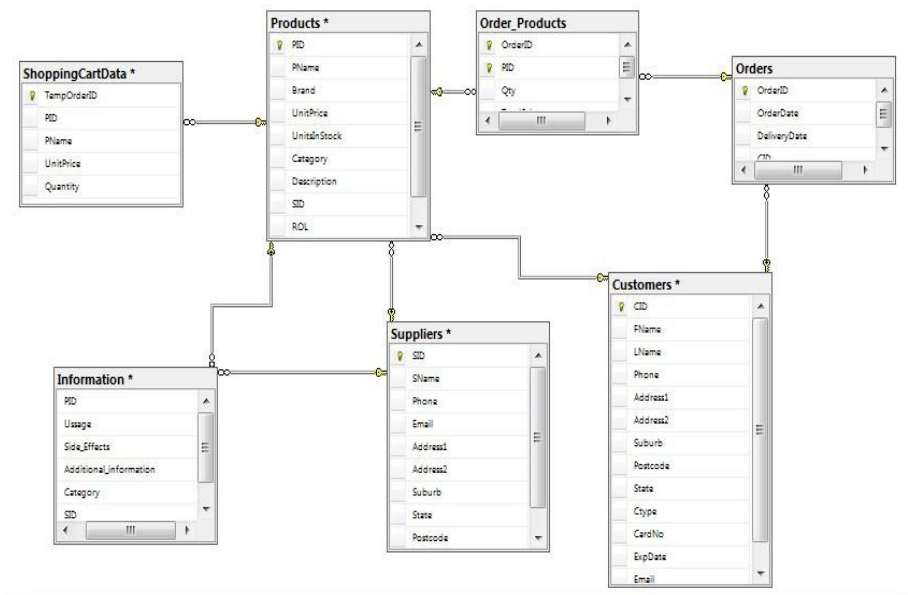 Products *
PID
PName
Brand
UnitPrice
UnitsInStock
Category
Description
SID
ROL
Order_Products
OrderID
PID
Qty
Orders
OrderID
OrderDate
DeliveryDate
CID
ShoppingCartData *
TempOrderID
PID
PName
UnitPrice
Quantity
Customers *
CID
FName
LName
Phone
Address1
Address2
Suburb
Postcode
State
Ctype
CardNo
ExpDate
Email
Suppliers *
SID
SName
Phone
Email
Address1
Address2
Suburb
State
Postcode
Information *
PID
Ussage
Side_Effects
Additional_information
Category
SID